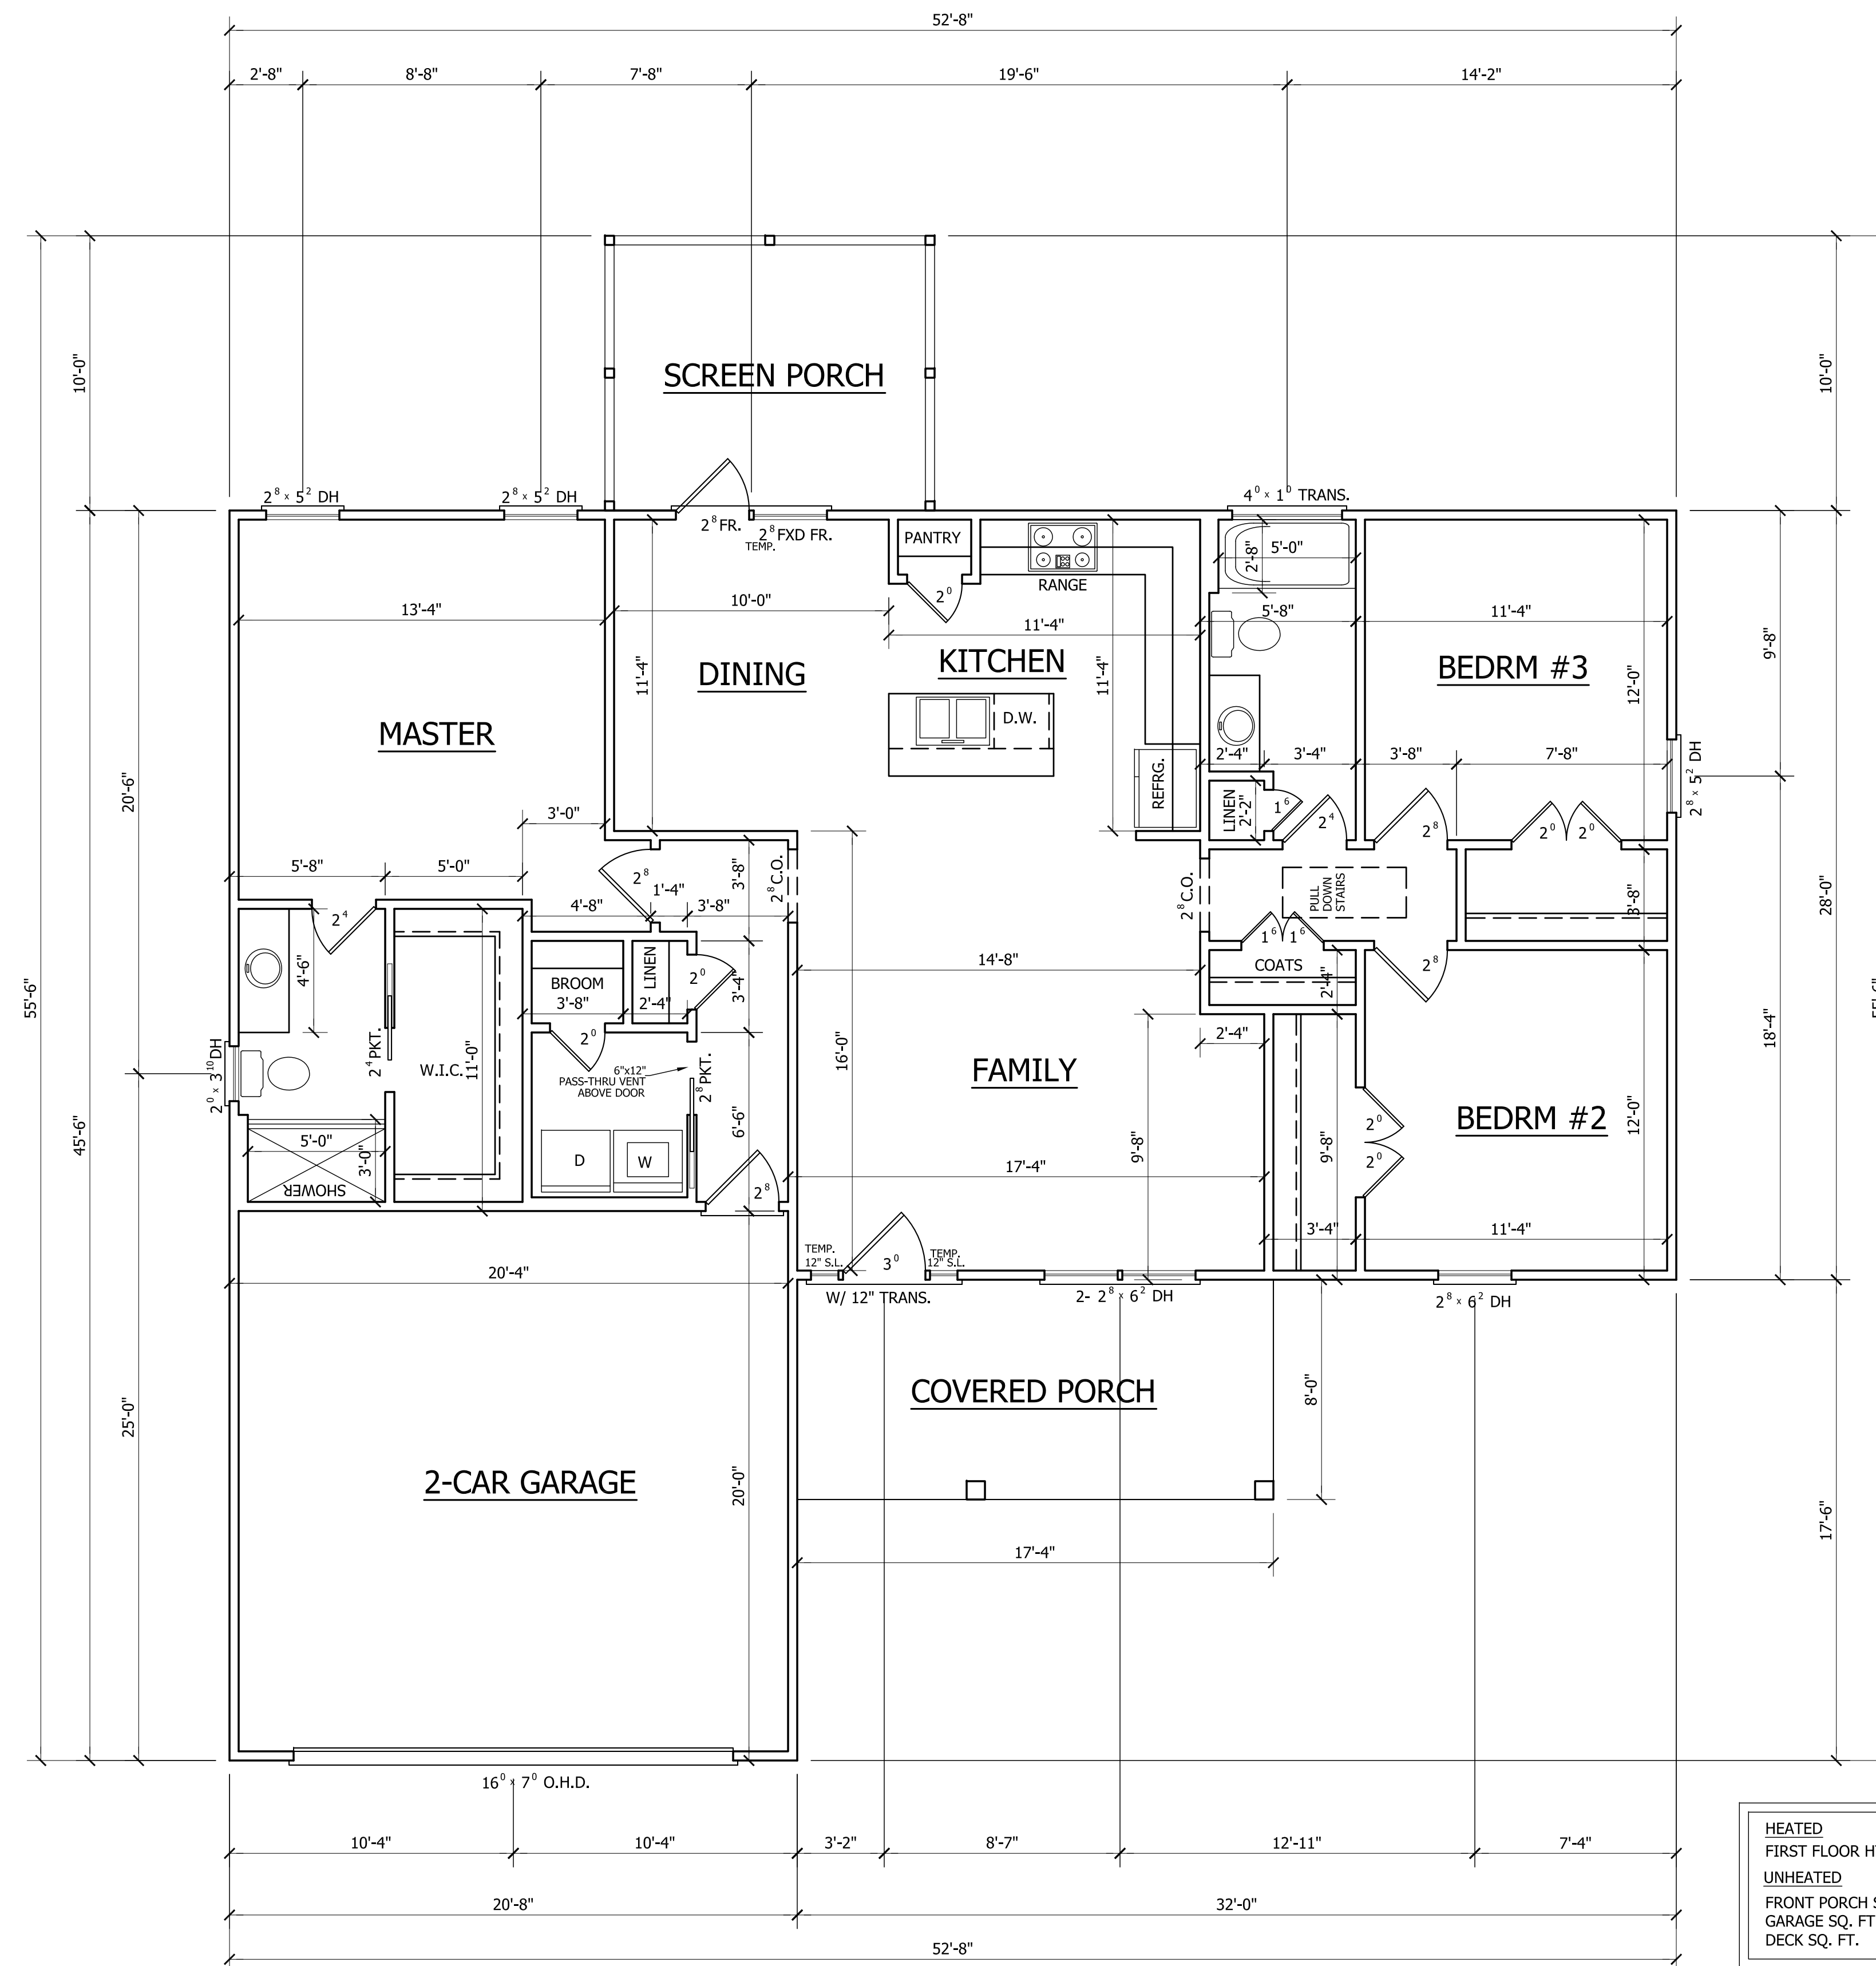 52'-8"
2'-8" 8'-8" 7'-8" 19'-6" 14'-2"
10'-0"
10'-0"
SCREEN PORCH
2⁸ x 5² DH
2⁸ x 5² DH
4⁰ x 1⁰ TRANS.
2⁸ FR.
2⁸ FXD FR.
TEMP.
PANTRY
2'-8"
5'-0"
RANGE
2⁰
13'-4"
10'-0"
5'-8"
11'-4"
11'-4"
9'-8"
11'-4"
DINING
KITCHEN
11'-4"
BEDRM #3
12'-0"
MASTER
D.W.
2'-4"
3'-4"
3'-8"
7'-8"
2⁸ x 5² DH
20'-6"
REFRG.
LINEN
2'-2"
1⁶
2⁴
2⁸
2⁰
2⁰
3'-0"
5'-8"
5'-0"
2⁸
1'-4"
3'-8"
2⁸ C.O.
2⁸ C.O.
PULL
DOWN
STAIRS
3'-8"
28'-0"
4'-8"
3'-8"
2⁴
1⁶
1⁶
4'-6"
BROOM
LINEN
2⁰
3'-4"
14'-8"
COATS
2'-4"
2⁸
3'-8"
2'-4"
55'-6"
2⁰
2'-4"
18'-4"
2⁰ x 3¹⁰ DH
2⁴ PKT.
W.I.C.
11'-0"
6"x12"
PASS-THRU VENT
ABOVE DOOR
2⁸ PKT.
16'-0"
FAMILY
45'-6"
6'-6"
2⁰
BEDRM #2
12'-0"
5'-0"
3'-0"
D
W
9'-8"
9'-8"
2⁰
SHOWER
2⁸
17'-4"
3'-4"
11'-4"
20'-4"
TEMP.
12" S.L.
3⁰
TEMP.
12" S.L.
W/ 12" TRANS.
2- 2⁸ x 6² DH
2⁸ x 6² DH
25'-0"
COVERED PORCH
8'-0"
2-CAR GARAGE
20'-0"
17'-6"
17'-4"
16⁰ x 7⁰ O.H.D.
10'-4" 10'-4" 3'-2" 8'-7" 12'-11" 7'-4"
20'-8" 32'-0"
52'-8"
HEATED
FIRST FLOOR
UNHEATED
FRONT PORCH
GARAGE SQ. FT
DECK SQ. FT.